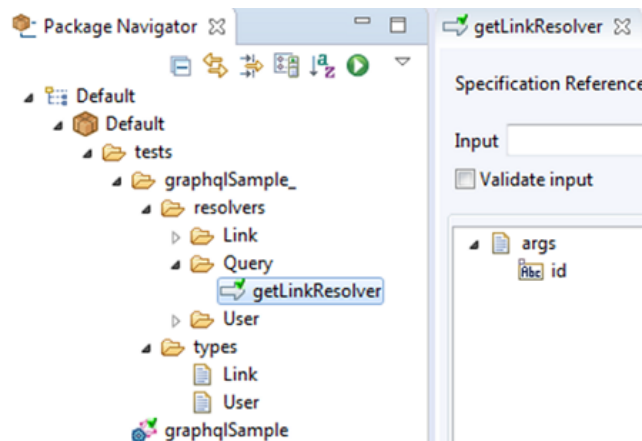 Package Navigator
Default
Default
tests
graphqlSample_
resolvers
Link
Query
getLinkResolver
User
types
Link
User
graphqlSample
getLinkResolver
Specification Reference
Input
Validate input
args
Abc id